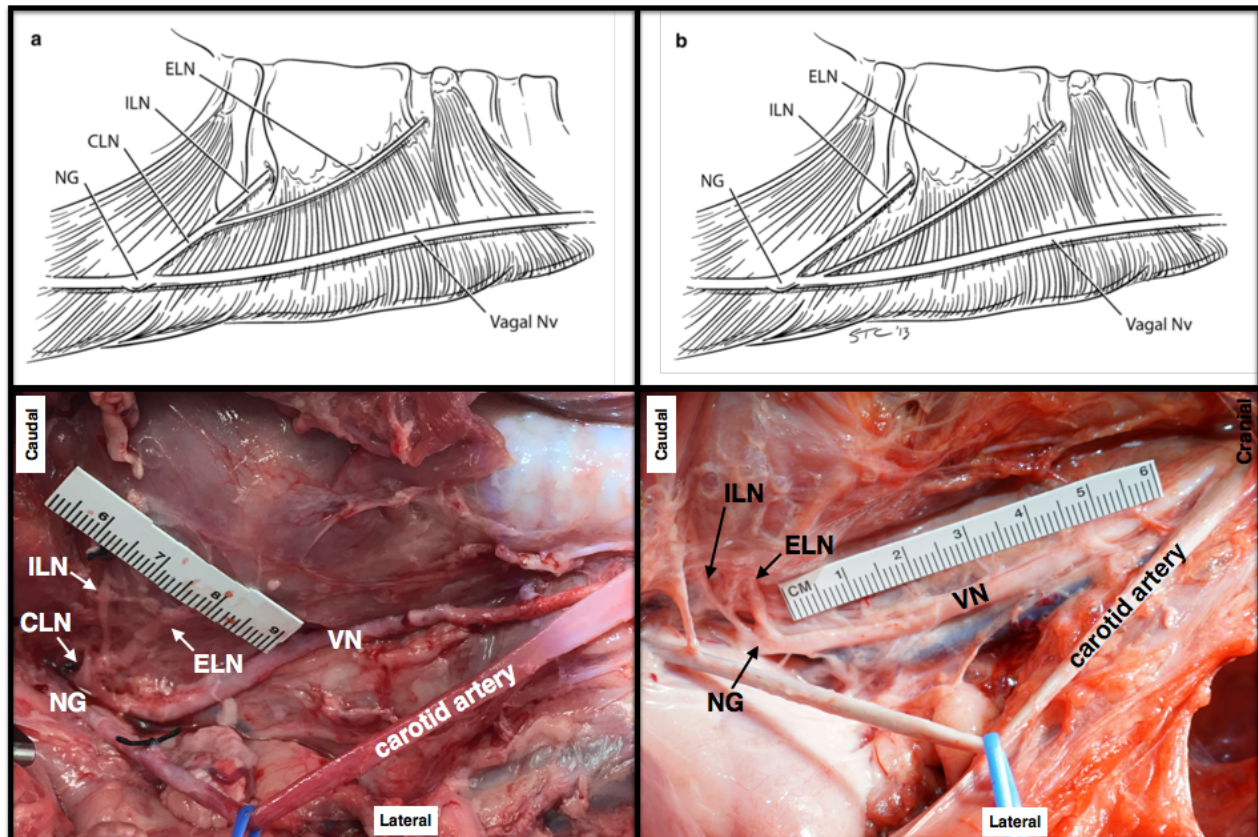 a
ELN
ILN
CLN
NG
Vagal Nv
b
ELN
ILN
NG
Vagal Nv
STC '13
Caudal
6
7
8
9
ILN
CLN
ELN
NG
VN
carotid artery
Lateral
Caudal
Cranial
ILN
ELN
CM 1 2 3 4 5 6
VN
NG
carotid artery
Lateral